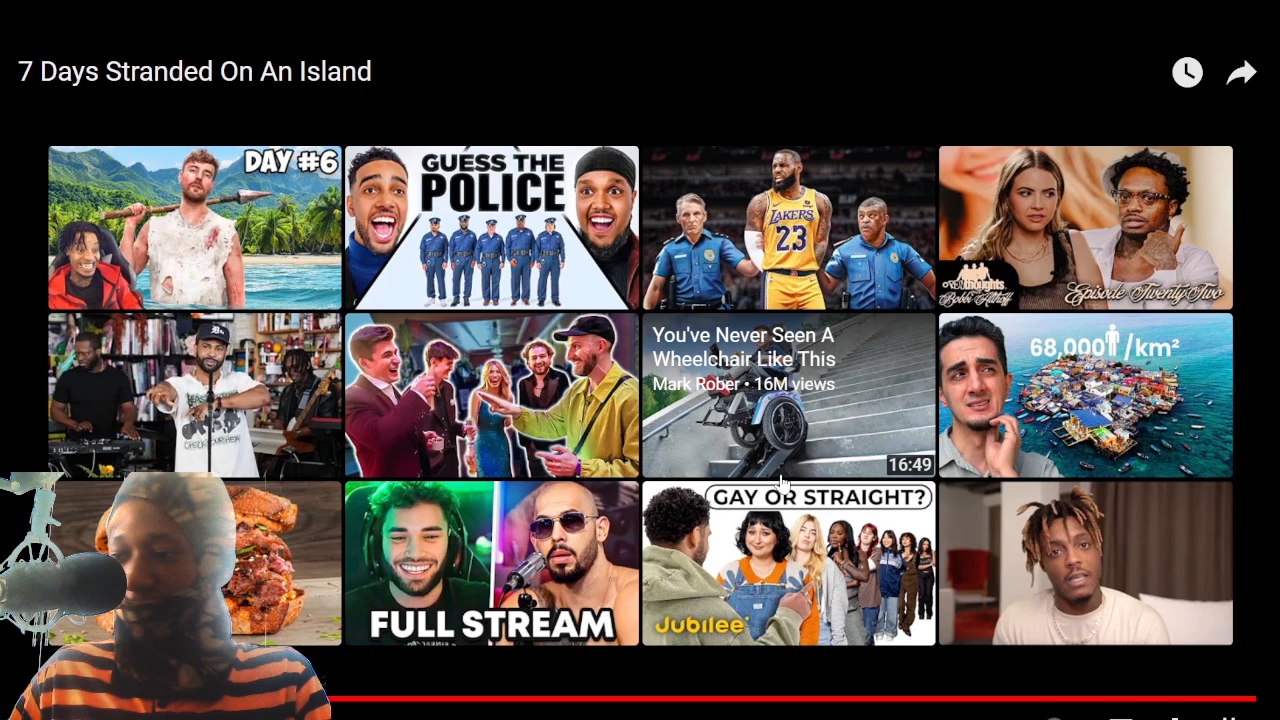 7 Days Stranded On An Island
DAY #6
GUESS THE
POLICE
LAKERS
23
Episode Twenty Two
You've Never Seen A
Wheelchair Like This
Mark Rober • 16M views
16:49
68,000 /km²
FULL STREAM
GAY OR STRAIGHT?
Jubilee